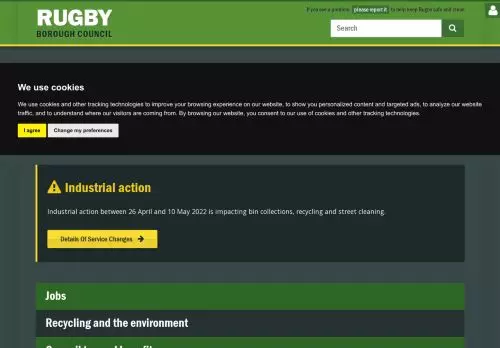 RUGBY
BOROUGH COUNCIL
If you see a problem, please report it to help keep Rugby safe and clean
Search
We use cookies
We use cookies and other tracking technologies to improve your browsing experience on our website, to show you personalized content and targeted ads, to analyze our website
traffic, and to understand where our visitors are coming from. By browsing our website, you consent to our use of cookies and other tracking technologies.
I agree
Change my preferences
Industrial action
Industrial action between 26 April and 10 May 2022 is impacting bin collections, recycling and street cleaning.
Details Of Service Changes
Jobs
Recycling and the environment